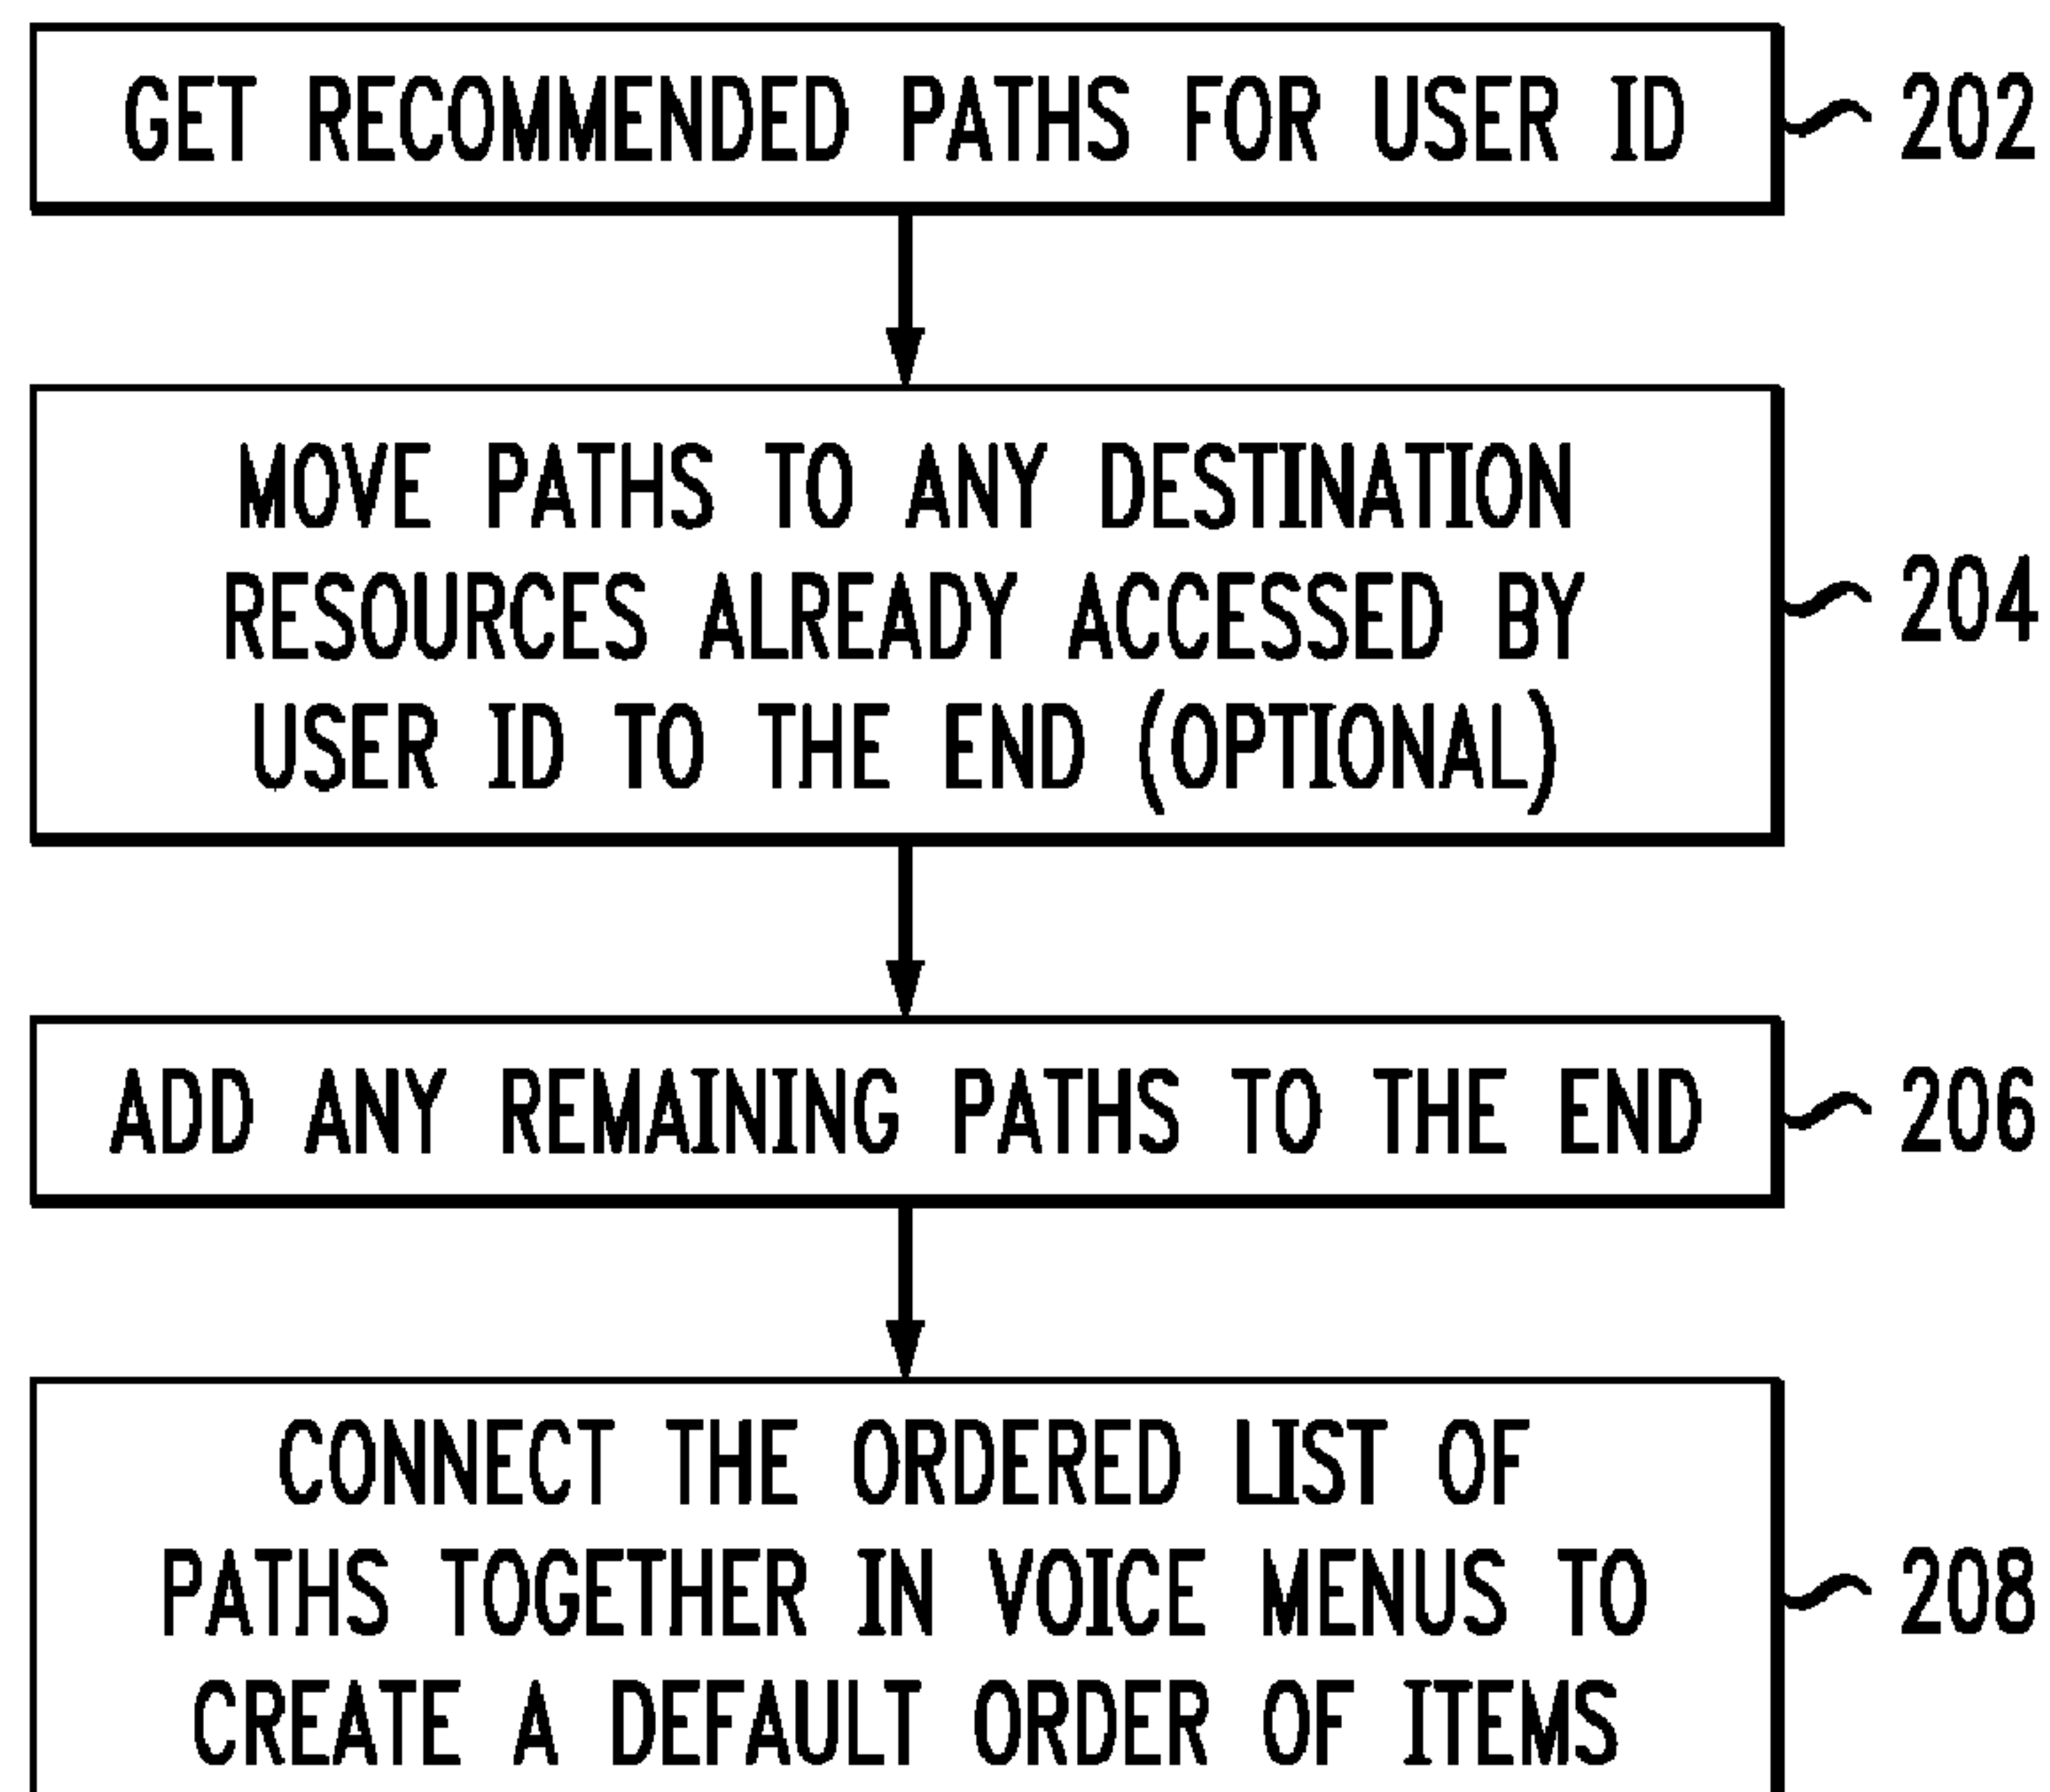 GET RECOMMENDED PATHS FOR USER ID
202
MOVE PATHS TO ANY DESTINATION
RESOURCES ALREADY ACCESSED BY
USER ID TO THE END (OPTIONAL)
204
ADD ANY REMAINING PATHS TO THE END
206
CONNECT THE ORDERED LIST OF
PATHS TOGETHER IN VOICE MENUS TO
CREATE A DEFAULT ORDER OF ITEMS
208